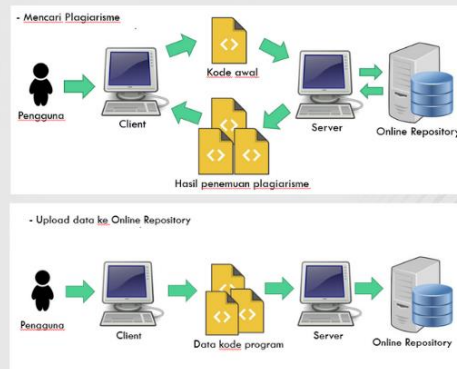 - Mencari Plagiarisme
Kode awal
Pengguna
Client
Server
Online Repository
Hasil penemuan plagiarisme
- Upload data ke Online Repository
Pengguna
Client
Data kode program
Server
Online Repository